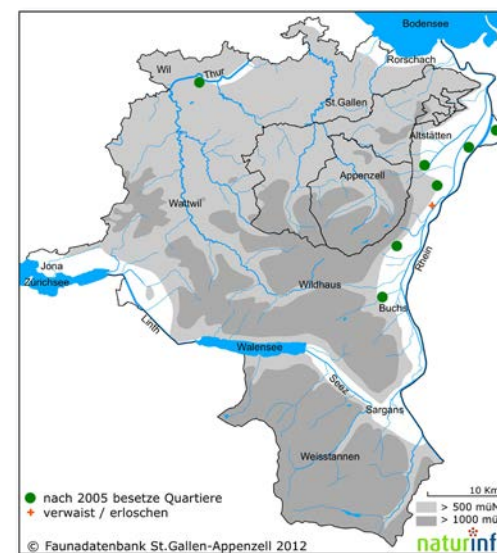 Bodensee
Rorschach
Wil
Thur
St.Gallen
Altstätten
Appenzell
Wattwil
Rhein
Jona
Zürichsee
Wildhaus
Buchs
Linth
Walensee
Seez
Sargans
Weisstannen
10 Km
nach 2005 besetze Quartiere
> 500 müM
verwaist / erloschen
> 1000 mü
© Faunadatenbank St.Gallen-Appenzell 2012
naturinf